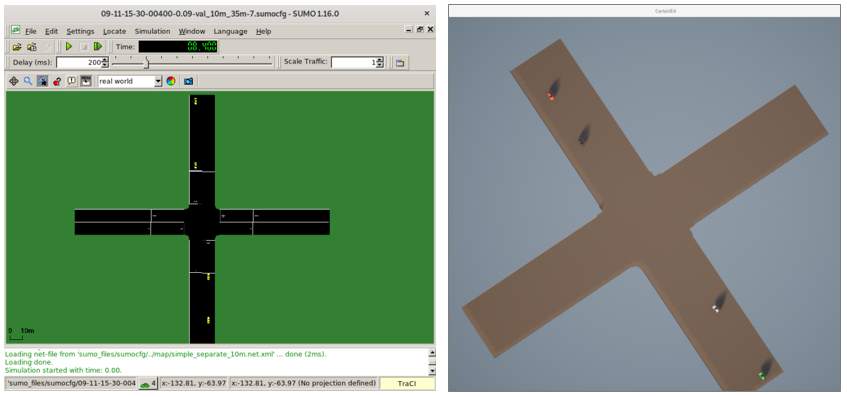 09-11-15-30-00400-0.09-val_10m_35m-7.sumocfg - SUMO 1.16.0
File Edit Settings Locate Simulation Window Language Help
Time: 08,400
Delay (ms): 200 Scale Traffic: 1
real world
0 10m
Loading net-file from 'sumo_files/sumocfg/../map/simple_separate_10m.net.xml' ... done (2ms).
Loading done.
Simulation started with time: 0.00.
'sumo_files/sumocfg/09-11-15-30-004 4 x:-132.81, y:-63.97 x:-132.81, y:-63.97 (No projection defined) TraCI
CarlaUE4